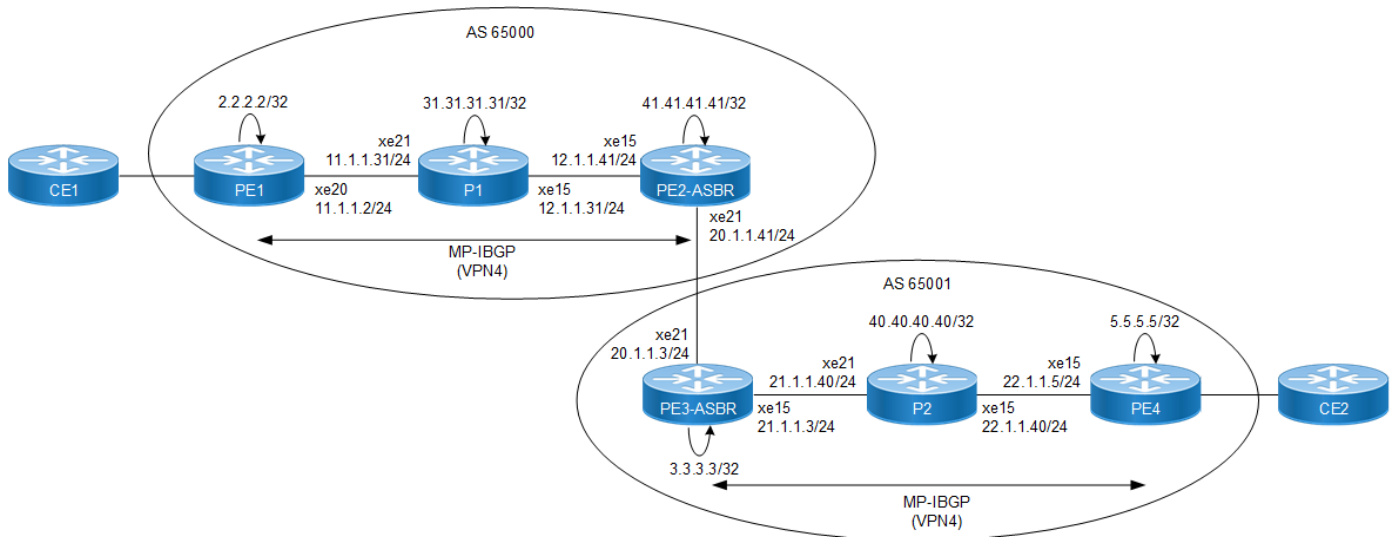 AS 65000
2.2.2.2/32
31.31.31.31/32
41.41.41.41/32
xe21
11.1.1.31/24
xe15
12.1.1.41/24
CE1
PE1
P1
PE2-ASBR
xe20
11.1.1.2/24
xe15
12.1.1.31/24
xe21
20.1.1.41/24
MP-IBGP
(VPN4)
AS 65001
40.40.40.40/32
5.5.5.5/32
xe21
20.1.1.3/24
xe21
21.1.1.40/24
xe15
22.1.1.5/24
PE3-ASBR
P2
PE4
CE2
xe15
21.1.1.3/24
xe15
22.1.1.40/24
3.3.3.3/32
MP-IBGP
(VPN4)